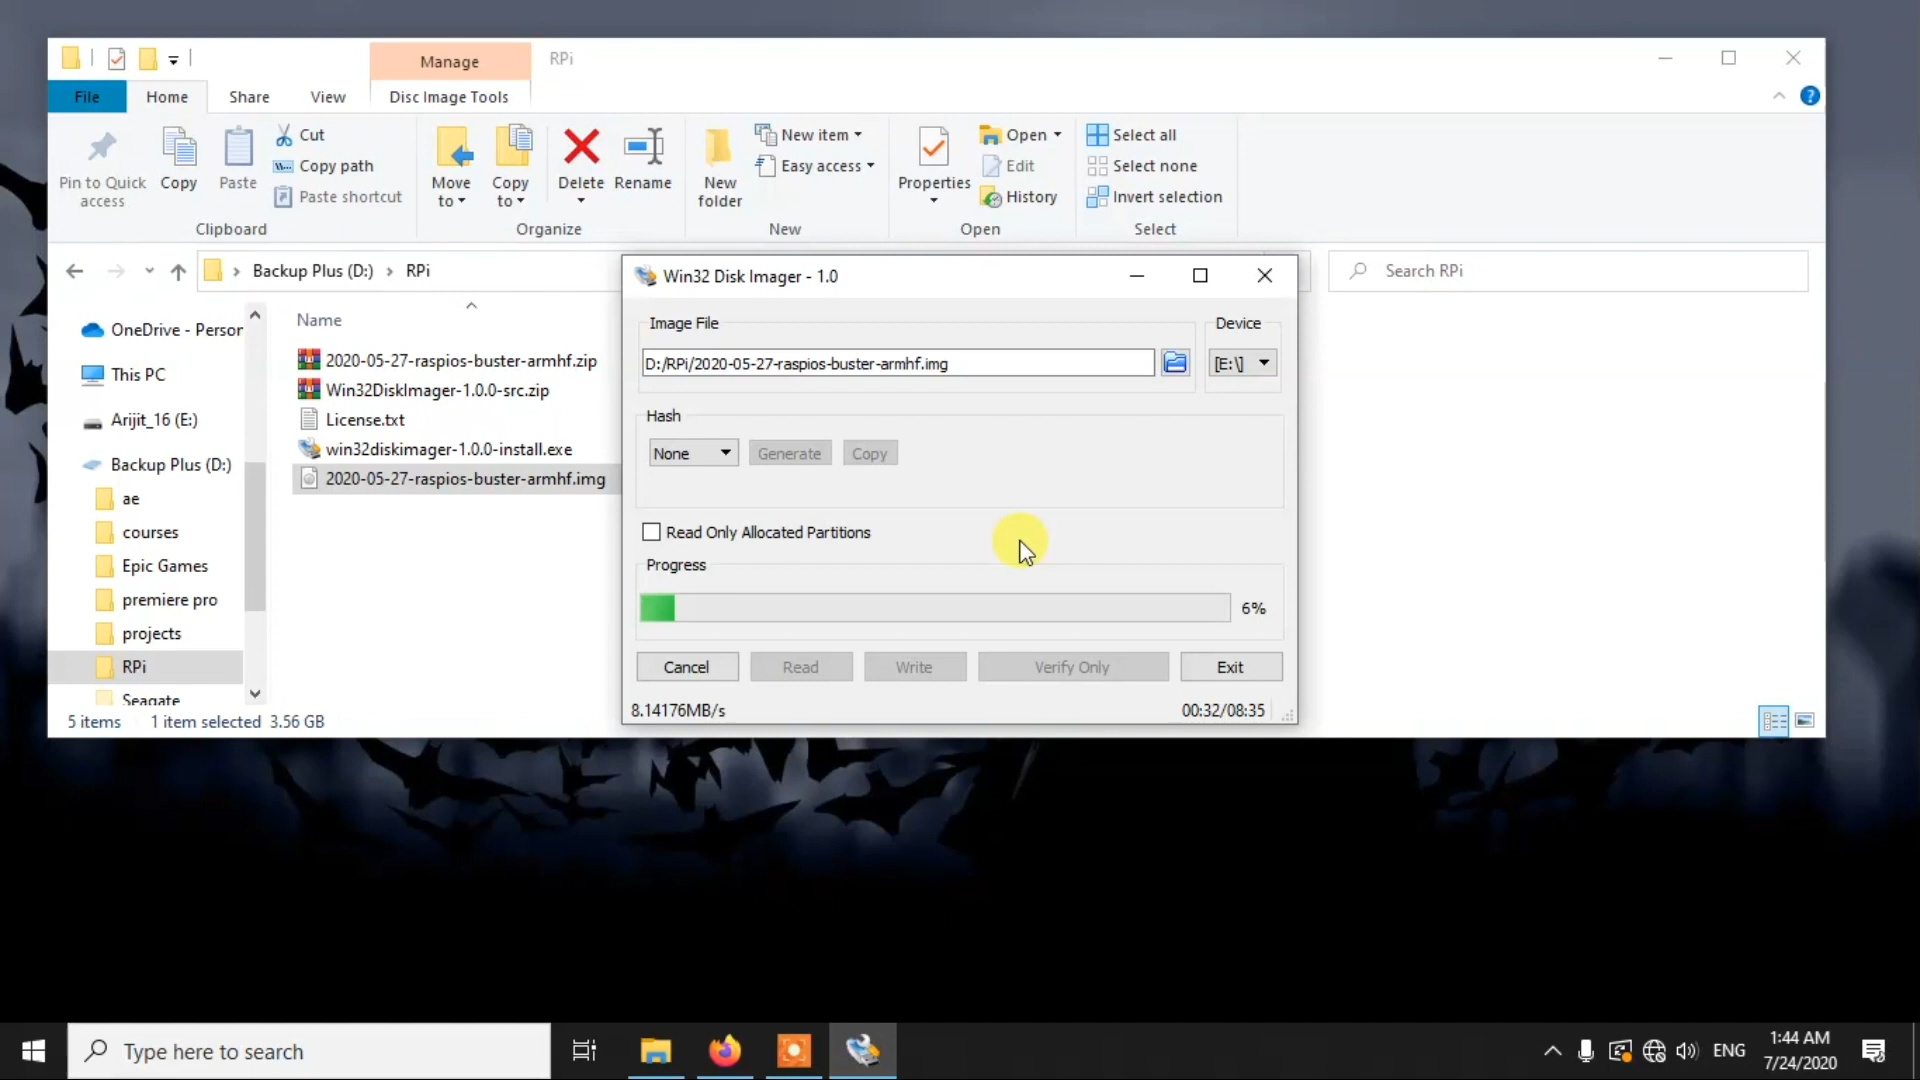 Manage
RPi
File
Home
Share
View
Disc Image Tools
?
Pin to Quick
access
Copy
Paste
Cut
Copy path
Paste shortcut
Clipboard
Move
to
Copy
to
Delete
Rename
Organize
New
folder
New item
Easy access
New
Properties
Open
Edit
History
Open
Select all
Select none
Invert selection
Select
Backup Plus (D:)
RPi
Search RPi
OneDrive - Person
This PC
Arijit_16 (E:)
Backup Plus (D:)
ae
courses
Epic Games
premiere pro
projects
RPi
Seagate
Name
2020-05-27-raspios-buster-armhf.zip
Win32DiskImager-1.0.0-src.zip
License.txt
win32diskimager-1.0.0-install.exe
2020-05-27-raspios-buster-armhf.img
5 items
1 item selected 3.56 GB
Win32 Disk Imager - 1.0
Image File
Device
D:/RPi/2020-05-27-raspios-buster-armhf.img
[E:\]
Hash
None
Generate
Copy
Read Only Allocated Partitions
Progress
6%
Cancel
Read
Write
Verify Only
Exit
8.14176MB/s
00:32/08:35
Type here to search
ENG
1:44 AM
7/24/2020